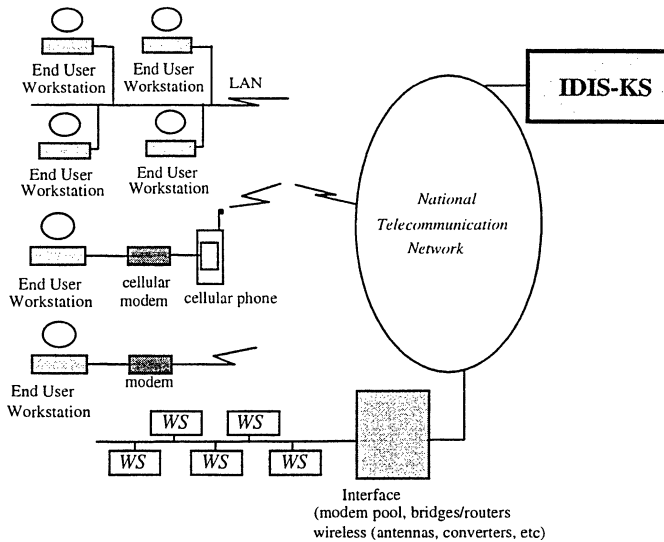 End User
Workstation
End User
Workstation
LAN
IDIS-KS
End User
Workstation
End User
Workstation
National
Telecommunication
Network
End User
Workstation
cellular
modem
cellular phone
End User
Workstation
modem
WS
WS
WS
WS
WS
Interface
(modem pool, bridges/routers
wireless (antennas, converters, etc)